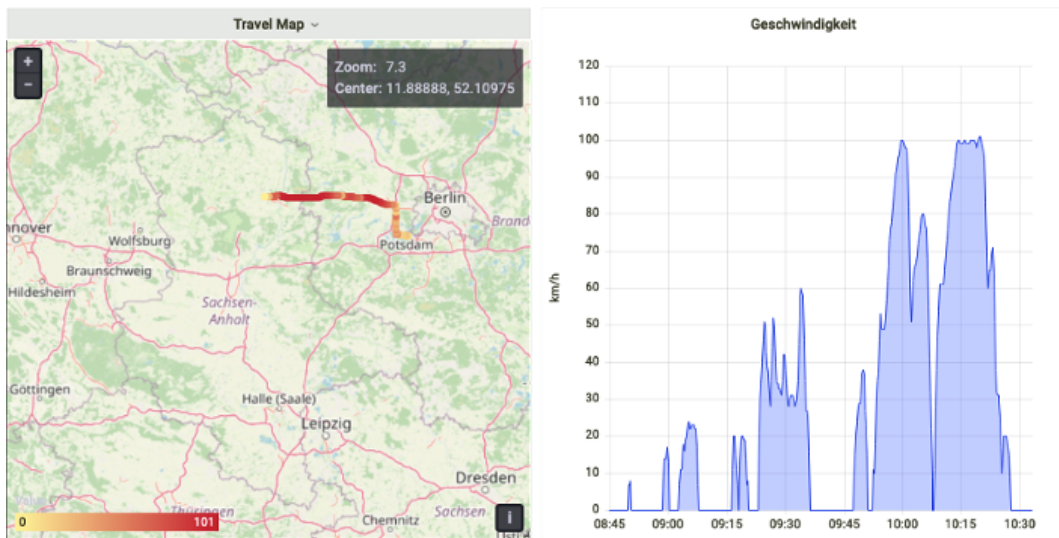 Travel Map
+
−
Zoom: 7.3
Center: 11.88888, 52.10975
Berlin
Brand
nnover
Wolfsburg
Potsdam
Braunschweig
Hildesheim
Sachsen-
Anhalt
Göttingen
Halle (Saale)
Leipzig
Dresden
Thüringen
Sachsen
Chemnitz
0
101
i
Geschwindigkeit
km/h
120
110
100
90
80
70
60
50
40
30
20
10
0
08:45 09:00 09:15 09:30 09:45 10:00 10:15 10:30